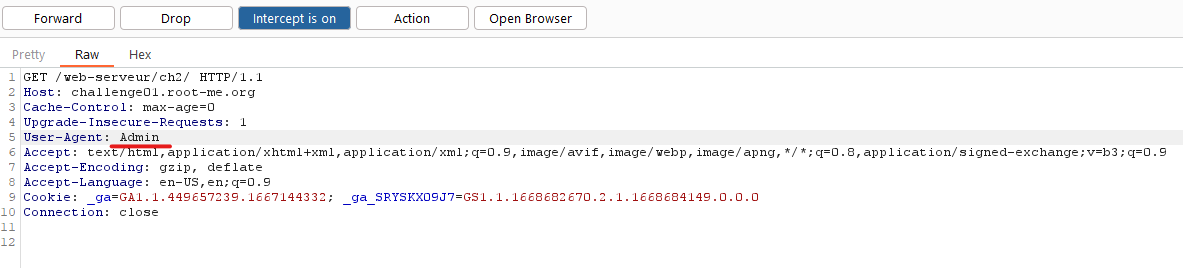 Forward Drop Intercept is on Action Open Browser
Pretty Raw Hex
1 GET /web-serveur/ch2/ HTTP/1.1
2 Host: challenge01.root-me.org
3 Cache-Control: max-age=0
4 Upgrade-Insecure-Requests: 1
5 User-Agent: Admin
6 Accept: text/html,application/xhtml+xml,application/xml;q=0.9,image/avif,image/webp,image/apng,*/*;q=0.8,application/signed-exchange;v=b3;q=0.9
7 Accept-Encoding: gzip, deflate
8 Accept-Language: en-US,en;q=0.9
9 Cookie: _ga=GA1.1.449657239.1667144332; _ga_SRYSKX09J7=GS1.1.1668682670.2.1.1668684149.0.0.0
10 Connection: close
11
12